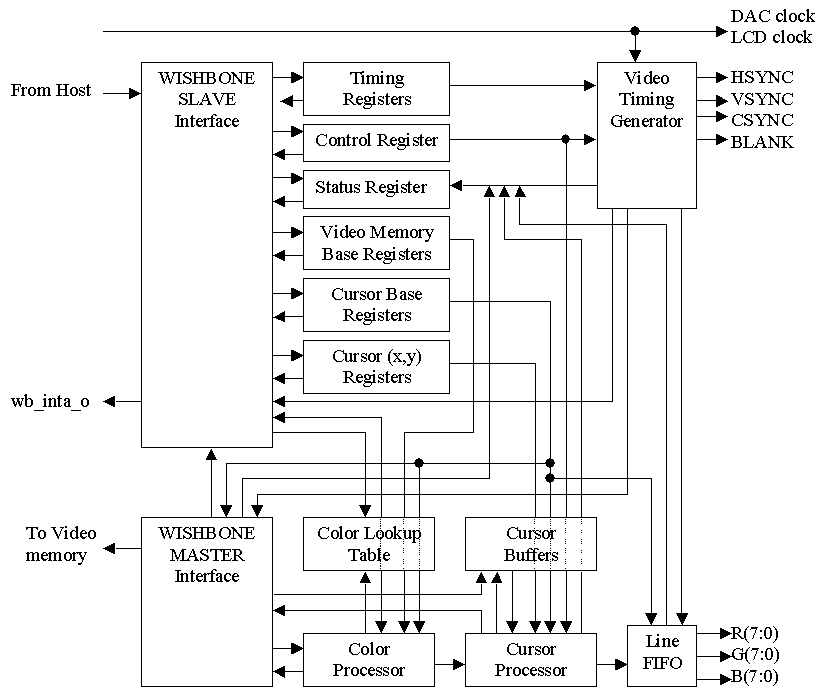 DAC clock
LCD clock
From Host
WISHBONE
SLAVE
Interface
Timing
Registers
Video
Timing
Generator
HSYNC
VSYNC
CSYNC
BLANK
Control Register
Status Register
Video Memory
Base Registers
Cursor Base
Registers
Cursor (x,y)
Registers
wb_inta_o
To Video
memory
WISHBONE
MASTER
Interface
Color Lookup
Table
Cursor
Buffers
Color
Processor
Cursor
Processor
Line
FIFO
R(7:0)
G(7:0)
B(7:0)